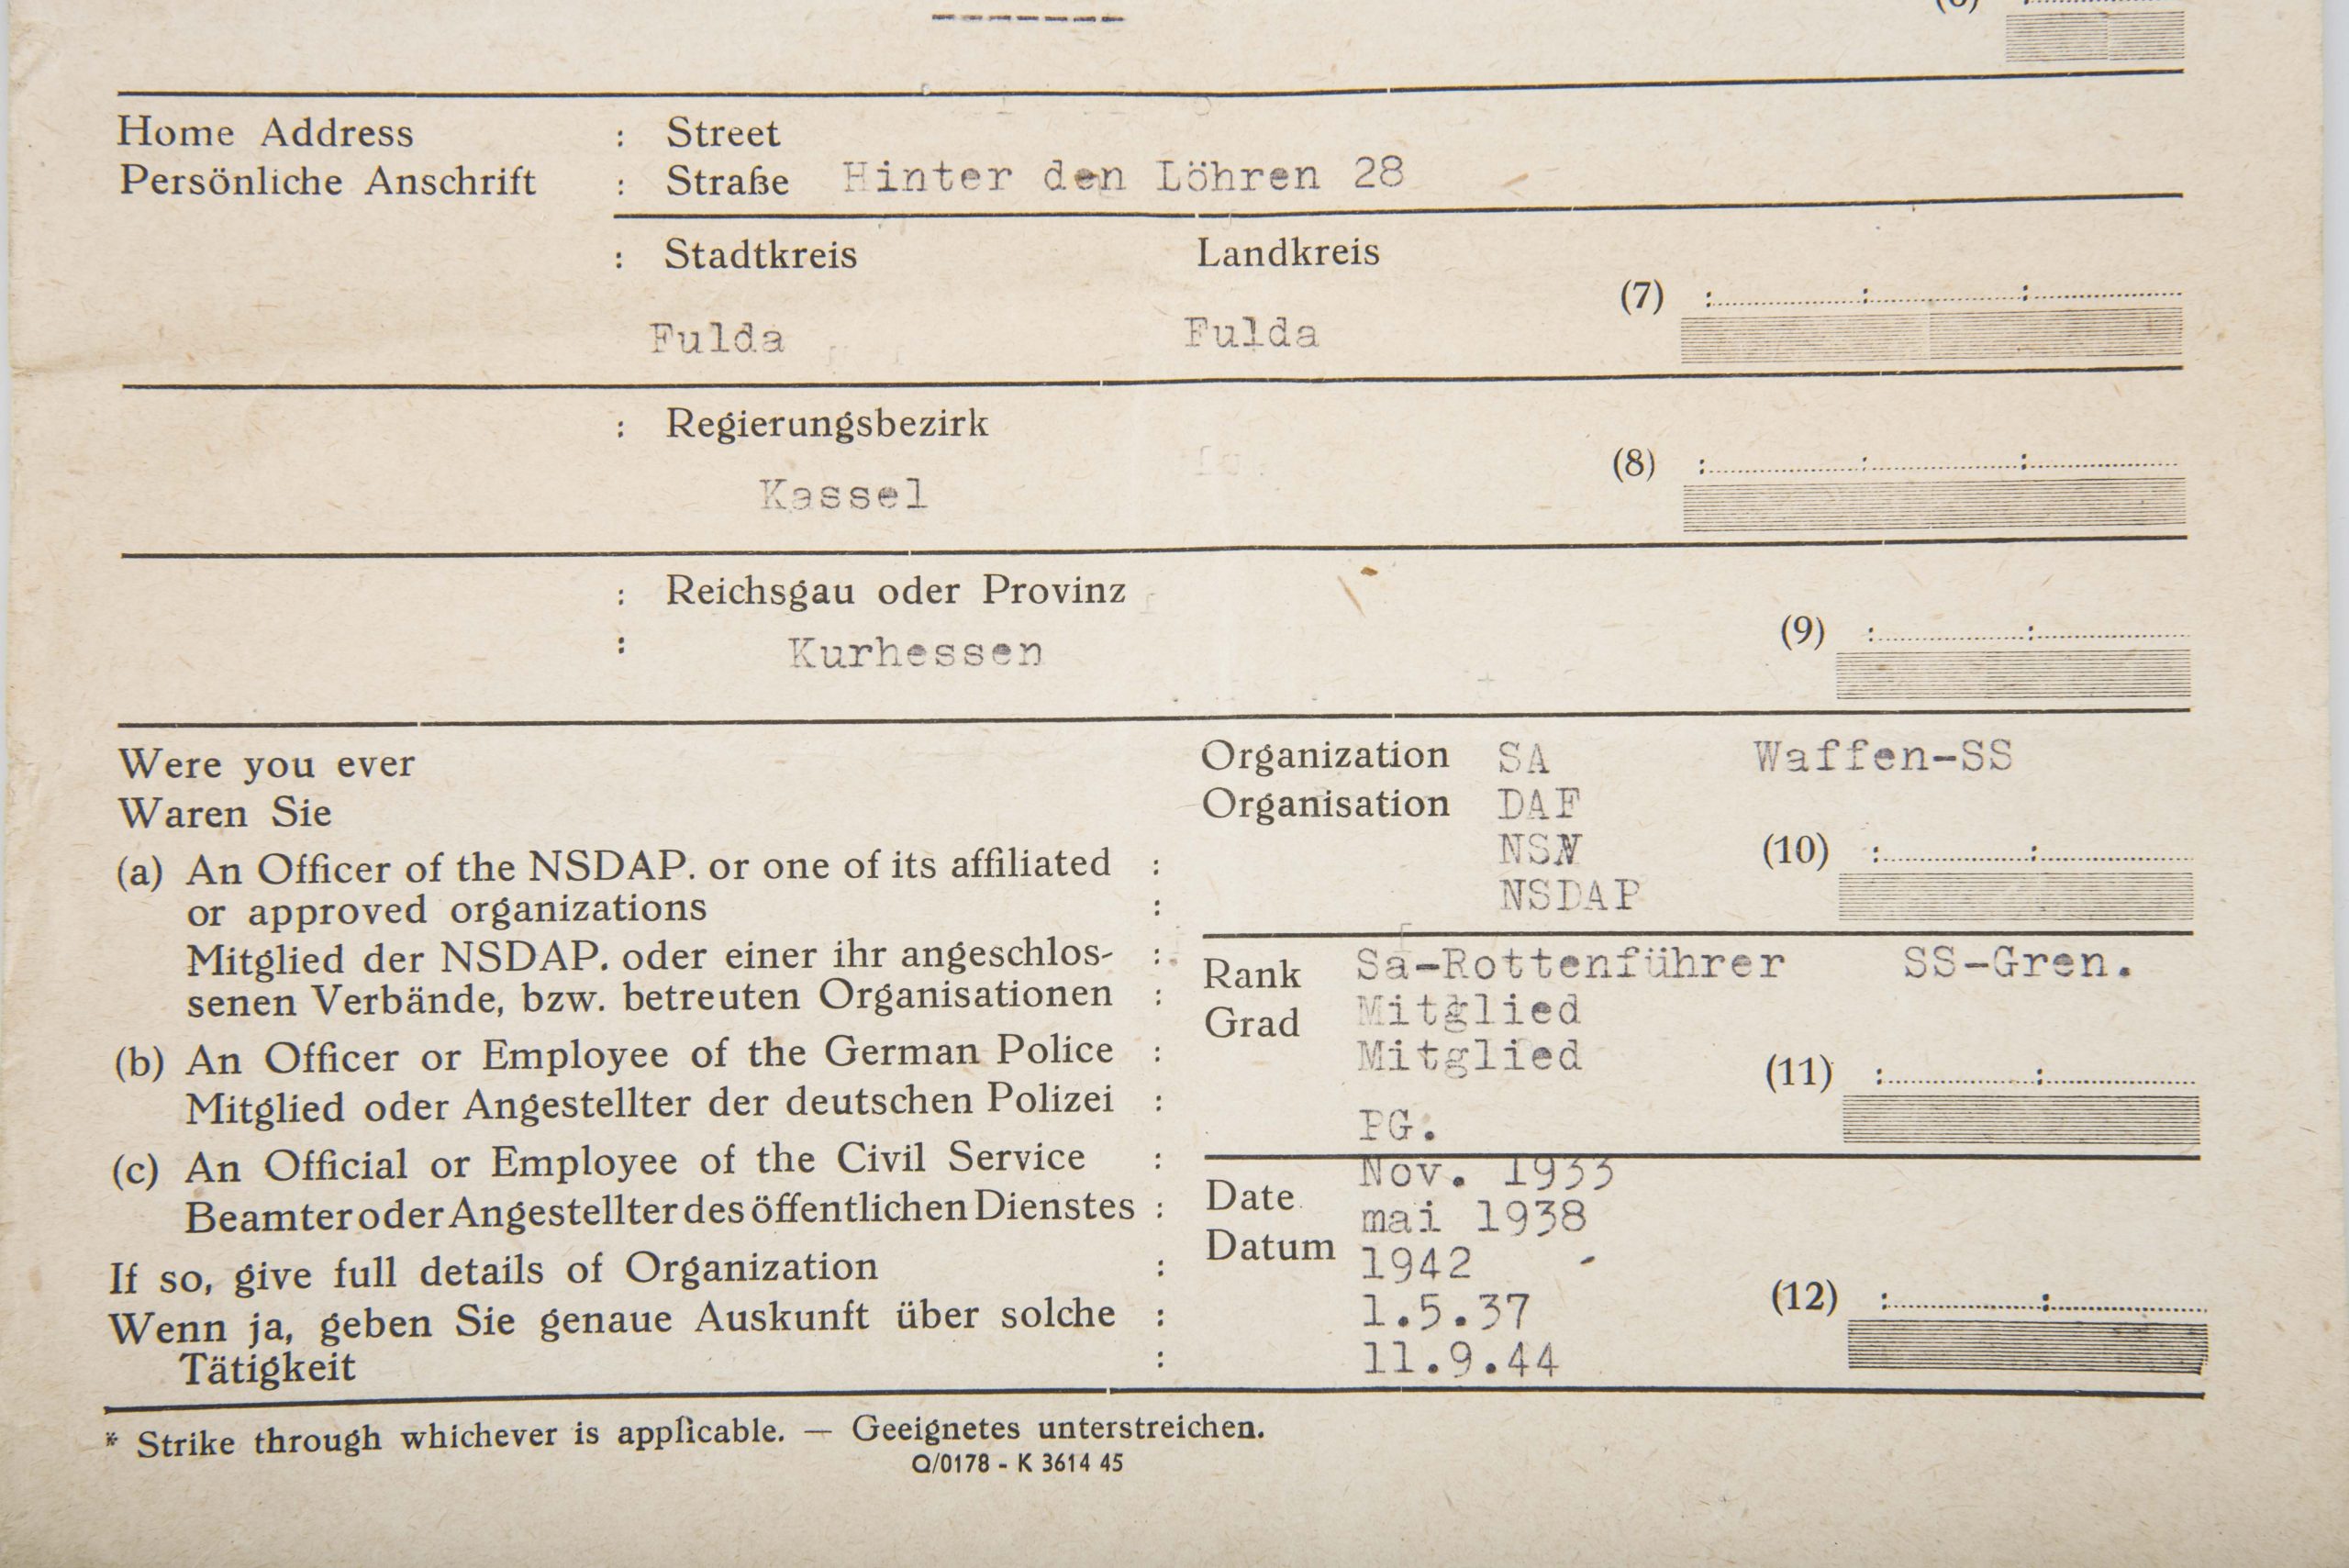 Home Address : Street
Persönliche Anschrift : Straße Hinter den Löhren 28
: Stadtkreis Landkreis
(7)
Fulda Fulda
: Regierungsbezirk
(8)
Kassel
: Reichsgau oder Provinz
(9)
: Kurhessen
Were you ever
Waren Sie
(a) An Officer of the NSDAP. or one of its affiliated :
or approved organizations :
Mitglied der NSDAP. oder einer ihr angeschlos- :
senen Verbände, bzw. betreuten Organisationen :
(b) An Officer or Employee of the German Police :
Mitglied oder Angestellter der deutschen Polizei :
(c) An Official or Employee of the Civil Service :
Beamter oder Angestellter des öffentlichen Dienstes :
If so, give full details of Organization :
Wenn ja, geben Sie genaue Auskunft über solche :
Tätigkeit :
Organization SA Waffen-SS
Organisation DAF
(10)
NSDAP
Rank Sa-Rottenführer SS-Gren.
Grad Mitglied
Mitglied
(11)
PG.
Nov. 1933
Date mai 1938
Datum 1942
(12)
1.5.37
11.9.44
* Strike through whichever is applicable. — Geeignetes unterstreichen.
Q/0178 - K 3614 45